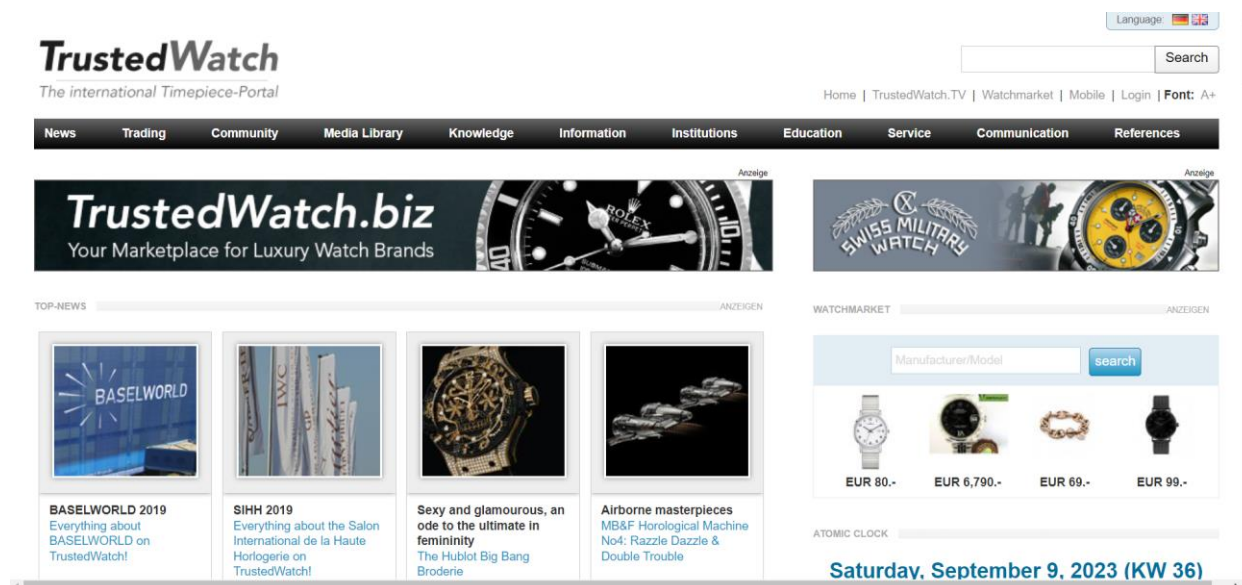 Language:
TrustedWatch
The international Timepiece-Portal
Search
Home | TrustedWatch.TV | Watchmarket | Mobile | Login | Font: A+
News Trading Community Media Library Knowledge Information Institutions Education Service Communication References
Anzeige
TrustedWatch.biz
Your Marketplace for Luxury Watch Brands
ROLEX
40
Anzeige
SWISS MILITARY
WATCH
TOP-NEWS
ANZEIGEN
BASELWORLD
IWC
GP
BASELWORLD 2019
Everything about
BASELWORLD on
TrustedWatch!
SIHH 2019
Everything about the Salon
International de la Haute
Horlogerie on
TrustedWatch!
Sexy and glamourous, an
ode to the ultimate in
femininity
The Hublot Big Bang
Broderie
Airborne masterpieces
MB&F Horological Machine
No4: Razzle Dazzle &
Double Trouble
WATCHMARKET
ANZEIGEN
Manufacturer/Model
search
EUR 80.- EUR 6,790.- EUR 69.- EUR 99.-
ATOMIC CLOCK
Saturday, September 9, 2023 (KW 36)